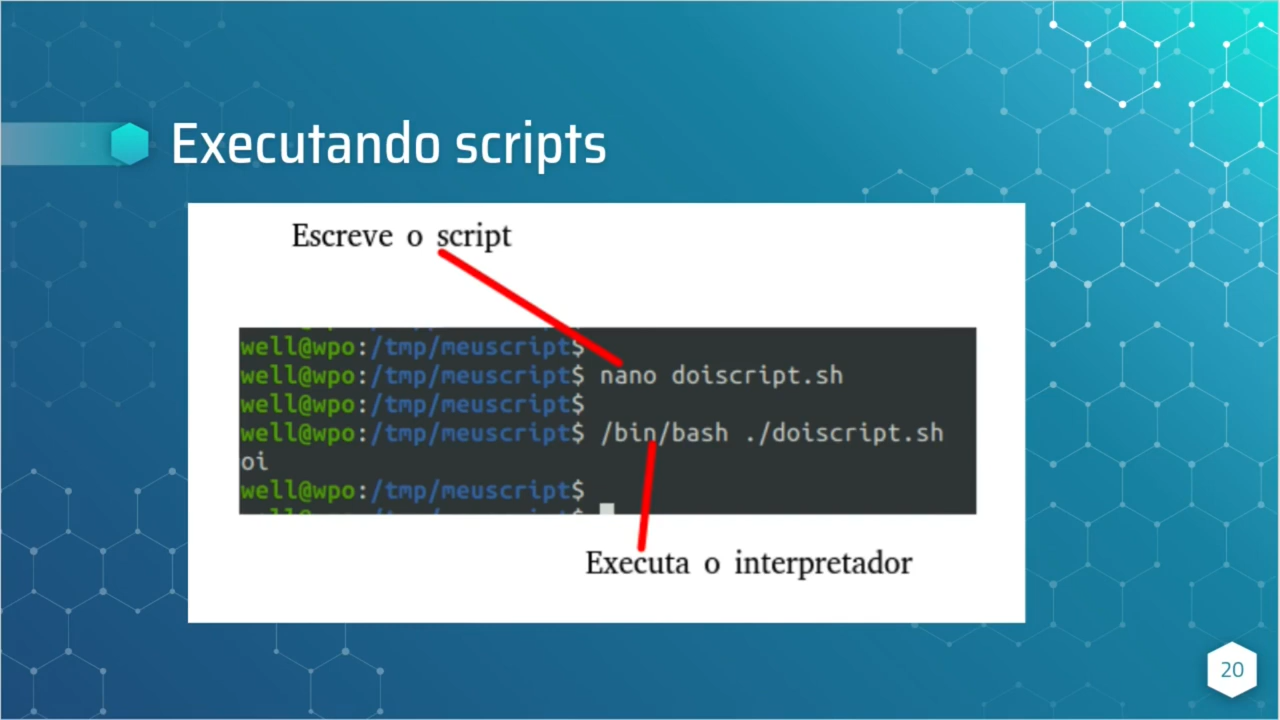 Executando scripts
Escreve o script
well@wpo:/tmp/meuscript$
well@wpo:/tmp/meuscript$ nano doiscript.sh
well@wpo:/tmp/meuscript$
well@wpo:/tmp/meuscript$ /bin/bash ./doiscript.sh
oi
well@wpo:/tmp/meuscript$
Executa o interpretador
20